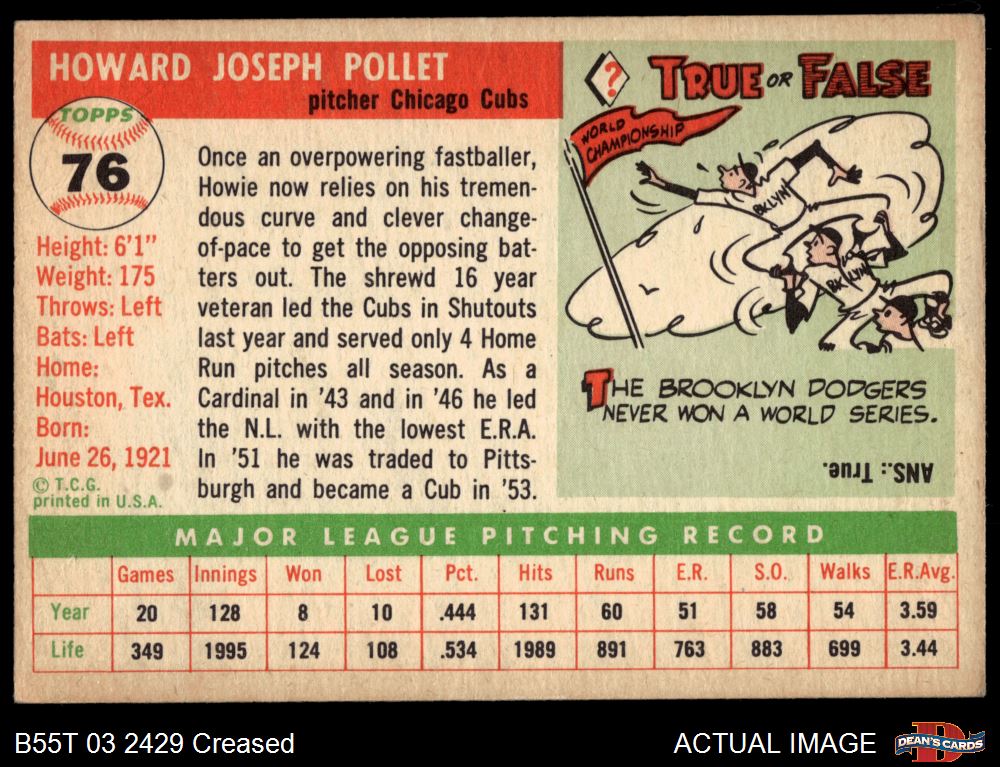 HOWARD JOSEPH POLLET
pitcher Chicago Cubs
TOPPS
76
Height: 6'1"
Weight: 175
Throws: Left
Bats: Left
Home:
Houston, Tex.
Born:
June 26, 1921
© T.C.G.
printed in U.S.A.
Once an overpowering fastballer,
Howie now relies on his tremen-
dous curve and clever change-
of-pace to get the opposing bat-
ters out. The shrewd 16 year
veteran led the Cubs in Shutouts
last year and served only 4 Home
Run pitches all season. As a
Cardinal in '43 and in '46 he led
the N.L. with the lowest E.R.A.
In '51 he was traded to Pitts-
burgh and became a Cub in '53.
?
TRUE OR FALSE
WORLD
CHAMPIONSHIP
BKLYN
BKLYN
THE BROOKLYN DODGERS
NEVER WON A WORLD SERIES.
ANS.: True.
MAJOR LEAGUE PITCHING RECORD
Games Innings Won Lost Pct. Hits Runs E.R. S.O. Walks E.R.Avg.
Year 20 128 8 10 .444 131 60 51 58 54 3.59
Life 349 1995 124 108 .534 1989 891 763 883 699 3.44
B55T 03 2429 Creased
ACTUAL IMAGE
D
DEAN'S CARDS